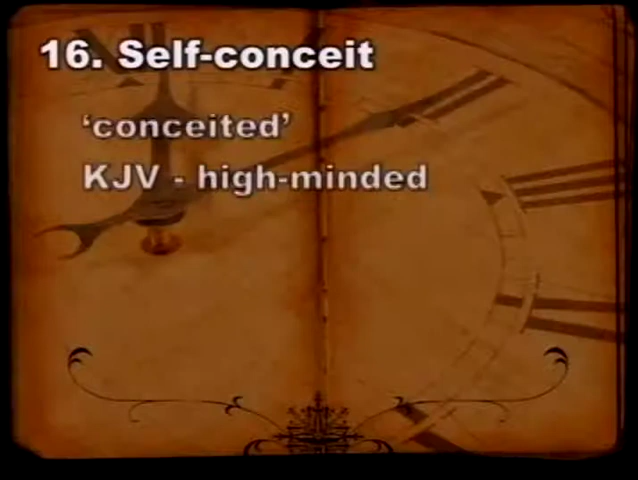 16. Self-conceit
‘conceited’
KJV - high-minded